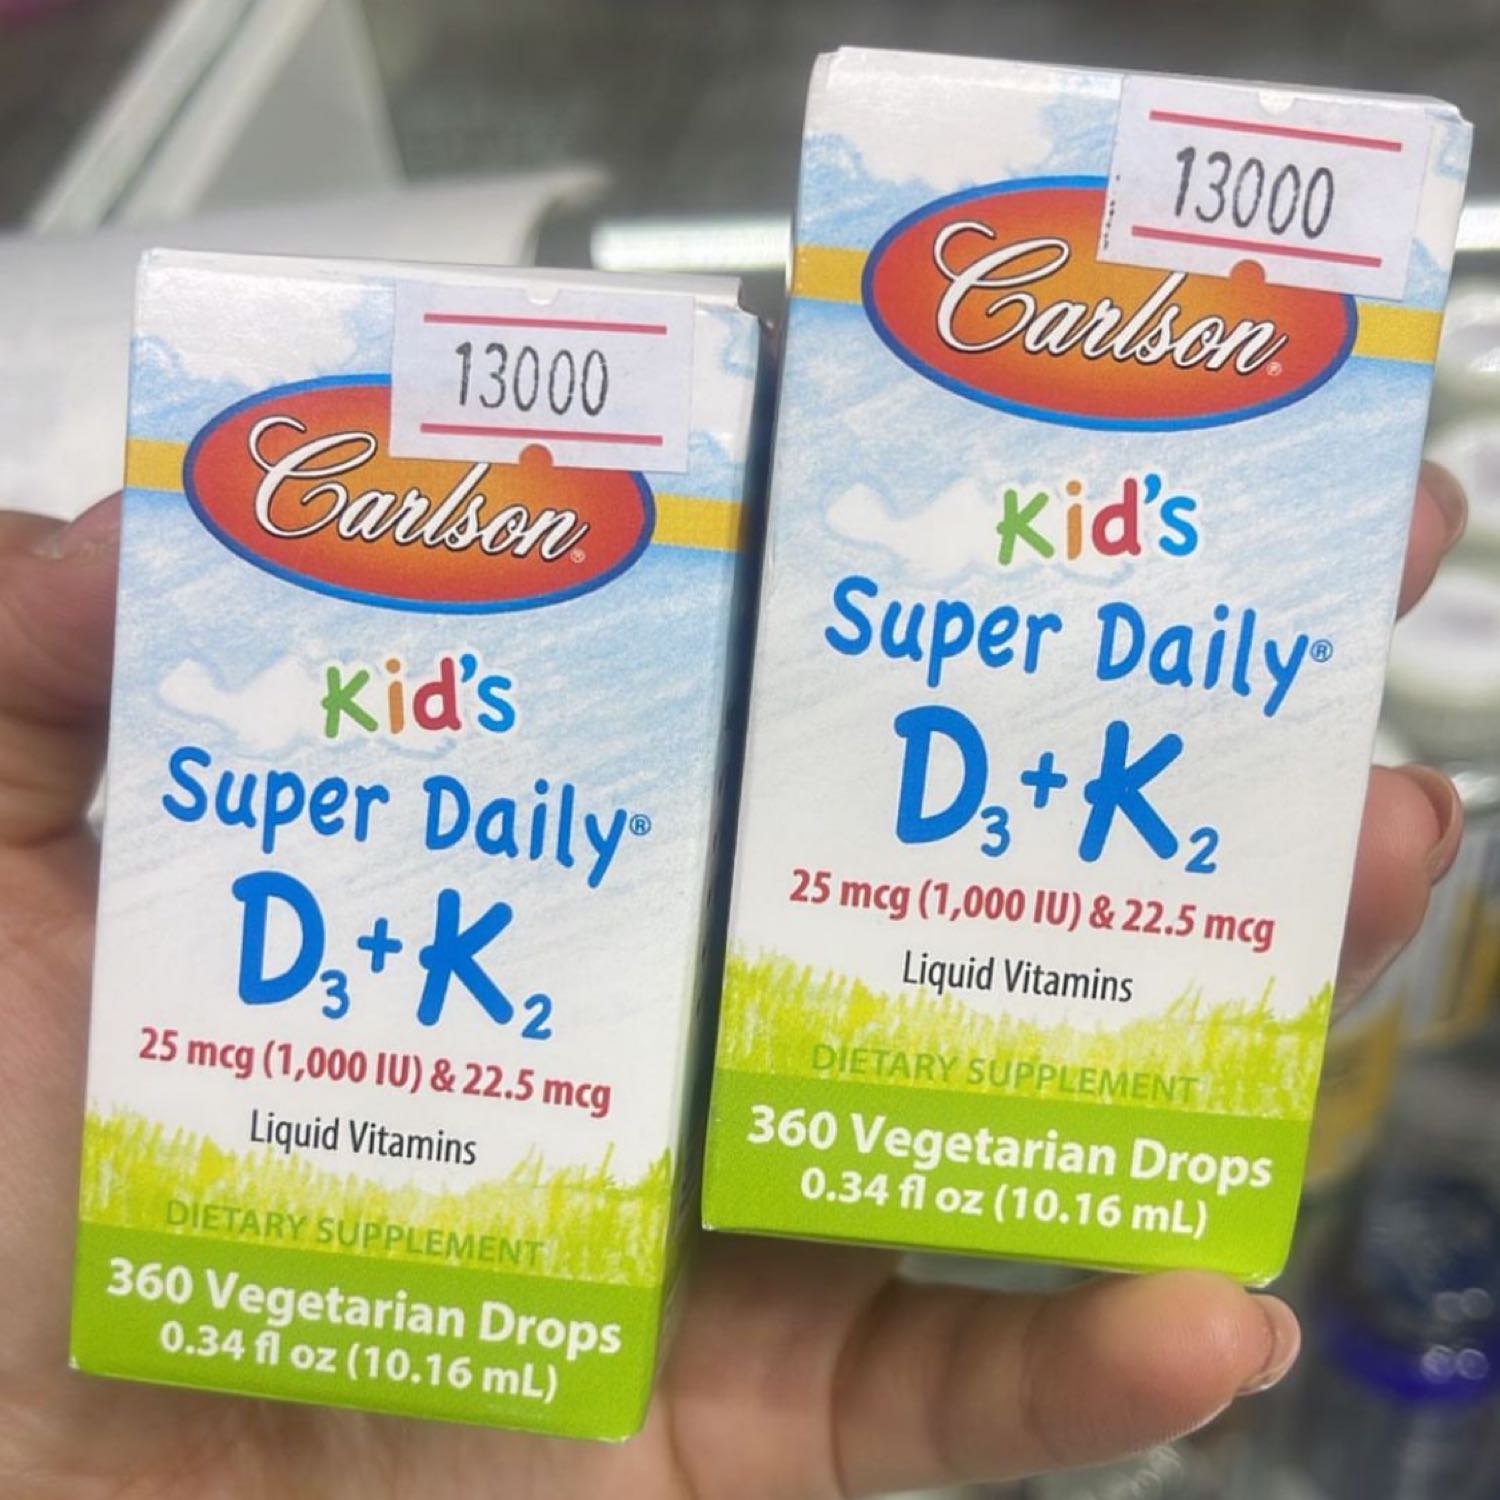 13000
Carlson®
Kid's
Super Daily®
D3+K2
25 mcg (1,000 IU) & 22.5 mcg
Liquid Vitamins
DIETARY SUPPLEMENT
360 Vegetarian Drops
0.34 fl oz (10.16 mL)
13000
Carlson®
Kid's
Super Daily®
D3+K2
25 mcg (1,000 IU) & 22.5 mcg
Liquid Vitamins
DIETARY SUPPLEMENT
360 Vegetarian Drops
0.34 fl oz (10.16 mL)